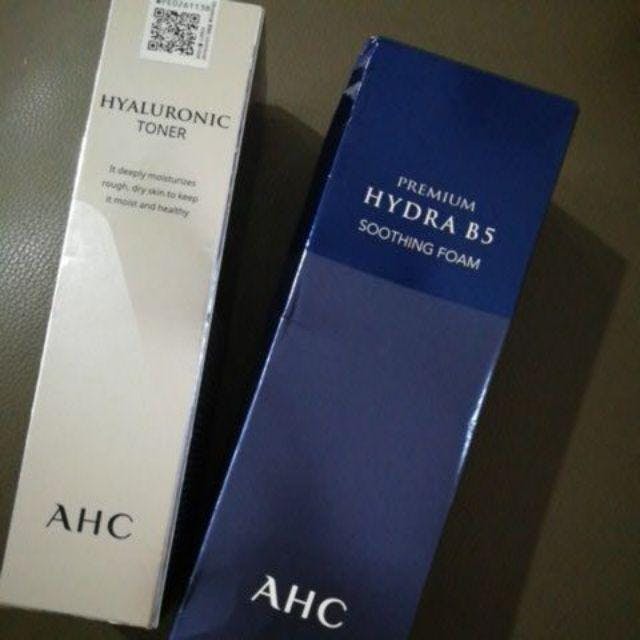 HYALURONIC
TONER
It deeply moisturizes
rough, dry skin to keep
it moist and healthy
AHC
PREMIUM
HYDRA B5
SOOTHING FOAM
AHC